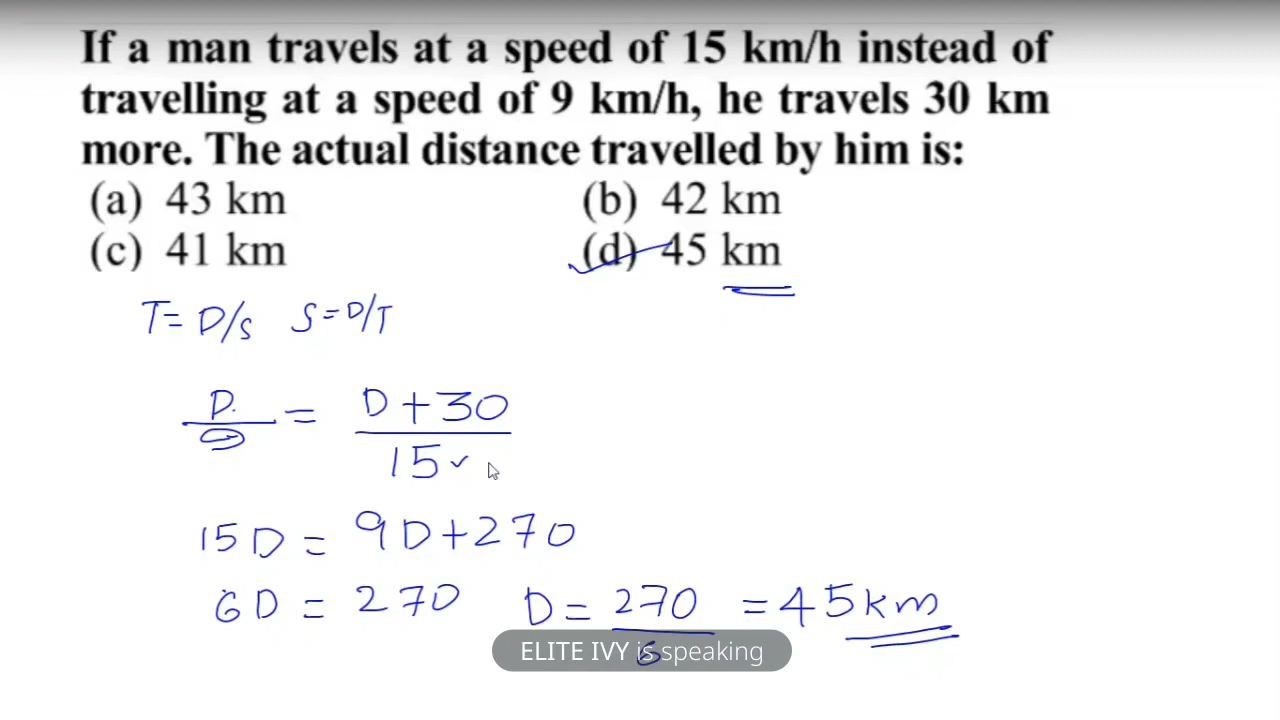 If a man travels at a speed of 15 km/h instead of
travelling at a speed of 9 km/h, he travels 30 km
more. The actual distance travelled by him is:
(a) 43 km (b) 42 km
(c) 41 km (d) 45 km
T = D/S S = D/T
D/9 = D+30/15
15D = 9D+270
6D = 270 D = 270/6 = 45km
ELITE IVY is speaking